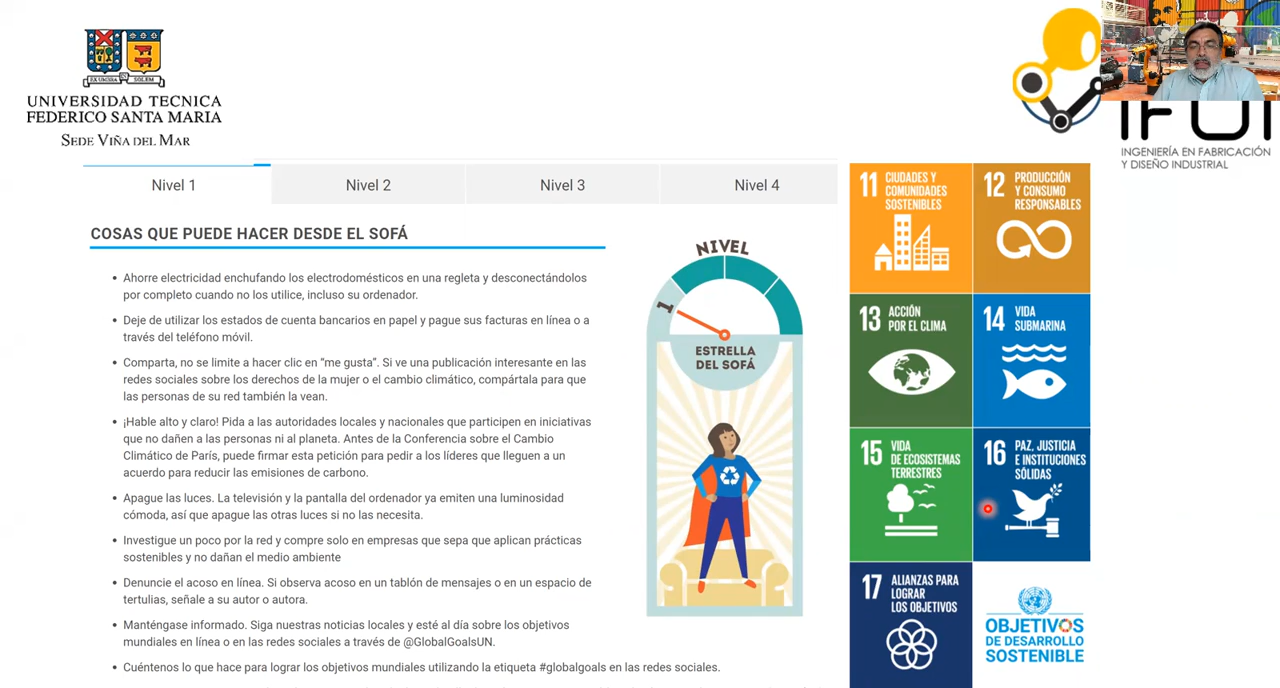 EX UMBRA IN SOLEM
UNIVERSIDAD TECNICA
FEDERICO SANTA MARIA
SEDE VIÑA DEL MAR
INGENIERÍA EN FABRICACIÓN
Y DISEÑO INDUSTRIAL
Nivel 1
Nivel 2
Nivel 3
Nivel 4
COSAS QUE PUEDE HACER DESDE EL SOFÁ
• Ahorre electricidad enchufando los electrodomésticos en una regleta y desconectándolos
por completo cuando no los utilice, incluso su ordenador.
• Deje de utilizar los estados de cuenta bancarios en papel y pague sus facturas en línea o a
través del teléfono móvil.
• Comparta, no se limite a hacer clic en “me gusta”. Si ve una publicación interesante en las
redes sociales sobre los derechos de la mujer o el cambio climático, compártala para que
las personas de su red también la vean.
• ¡Hable alto y claro! Pida a las autoridades locales y nacionales que participen en iniciativas
que no dañen a las personas ni al planeta. Antes de la Conferencia sobre el Cambio
Climático de París, puede firmar esta petición para pedir a los líderes que lleguen a un
acuerdo para reducir las emisiones de carbono.
• Apague las luces. La televisión y la pantalla del ordenador ya emiten una luminosidad
cómoda, así que apague las otras luces si no las necesita.
• Investigue un poco por la red y compre solo en empresas que sepa que aplican prácticas
sostenibles y no dañan el medio ambiente
• Denuncie el acoso en línea. Si observa acoso en un tablón de mensajes o en un espacio de
tertulias, señale a su autor o autora.
• Manténgase informado. Siga nuestras noticias locales y esté al día sobre los objetivos
mundiales en línea o en las redes sociales a través de @GlobalGoalsUN.
• Cuéntenos lo que hace para lograr los objetivos mundiales utilizando la etiqueta #globalgoals en las redes sociales.
NIVEL
1
ESTRELLA
DEL SOFÁ
11 CIUDADES Y
COMUNIDADES
SOSTENIBLES
12 PRODUCCIÓN
Y CONSUMO
RESPONSABLES
13 ACCIÓN
POR EL CLIMA
14 VIDA
SUBMARINA
15 VIDA
DE ECOSISTEMAS
TERRESTRES
16 PAZ, JUSTICIA
E INSTITUCIONES
SÓLIDAS
17 ALIANZAS PARA
LOGRAR
LOS OBJETIVOS
OBJETIVOS
DE DESARROLLO
SOSTENIBLE